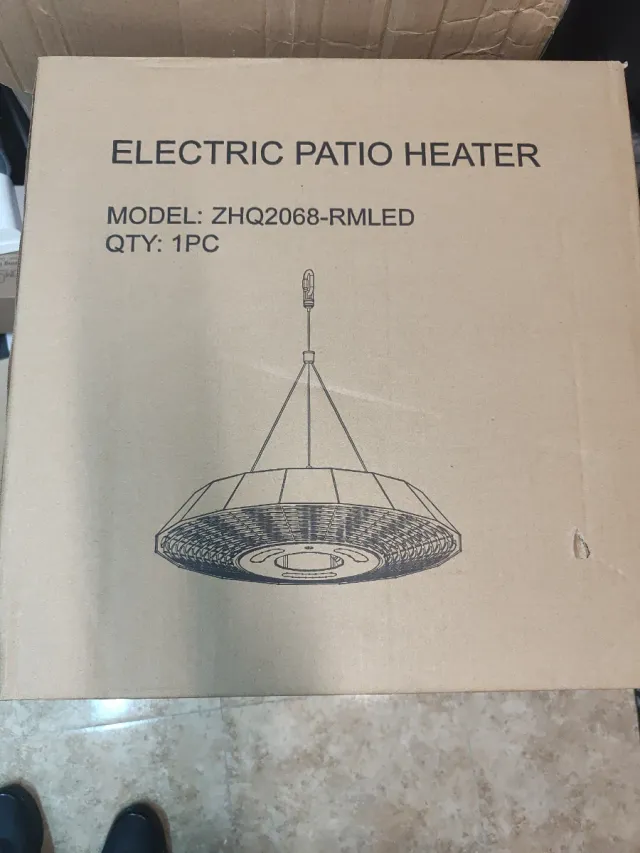 ELECTRIC PATIO HEATER
MODEL: ZHQ2068-RMLED
QTY: 1PC